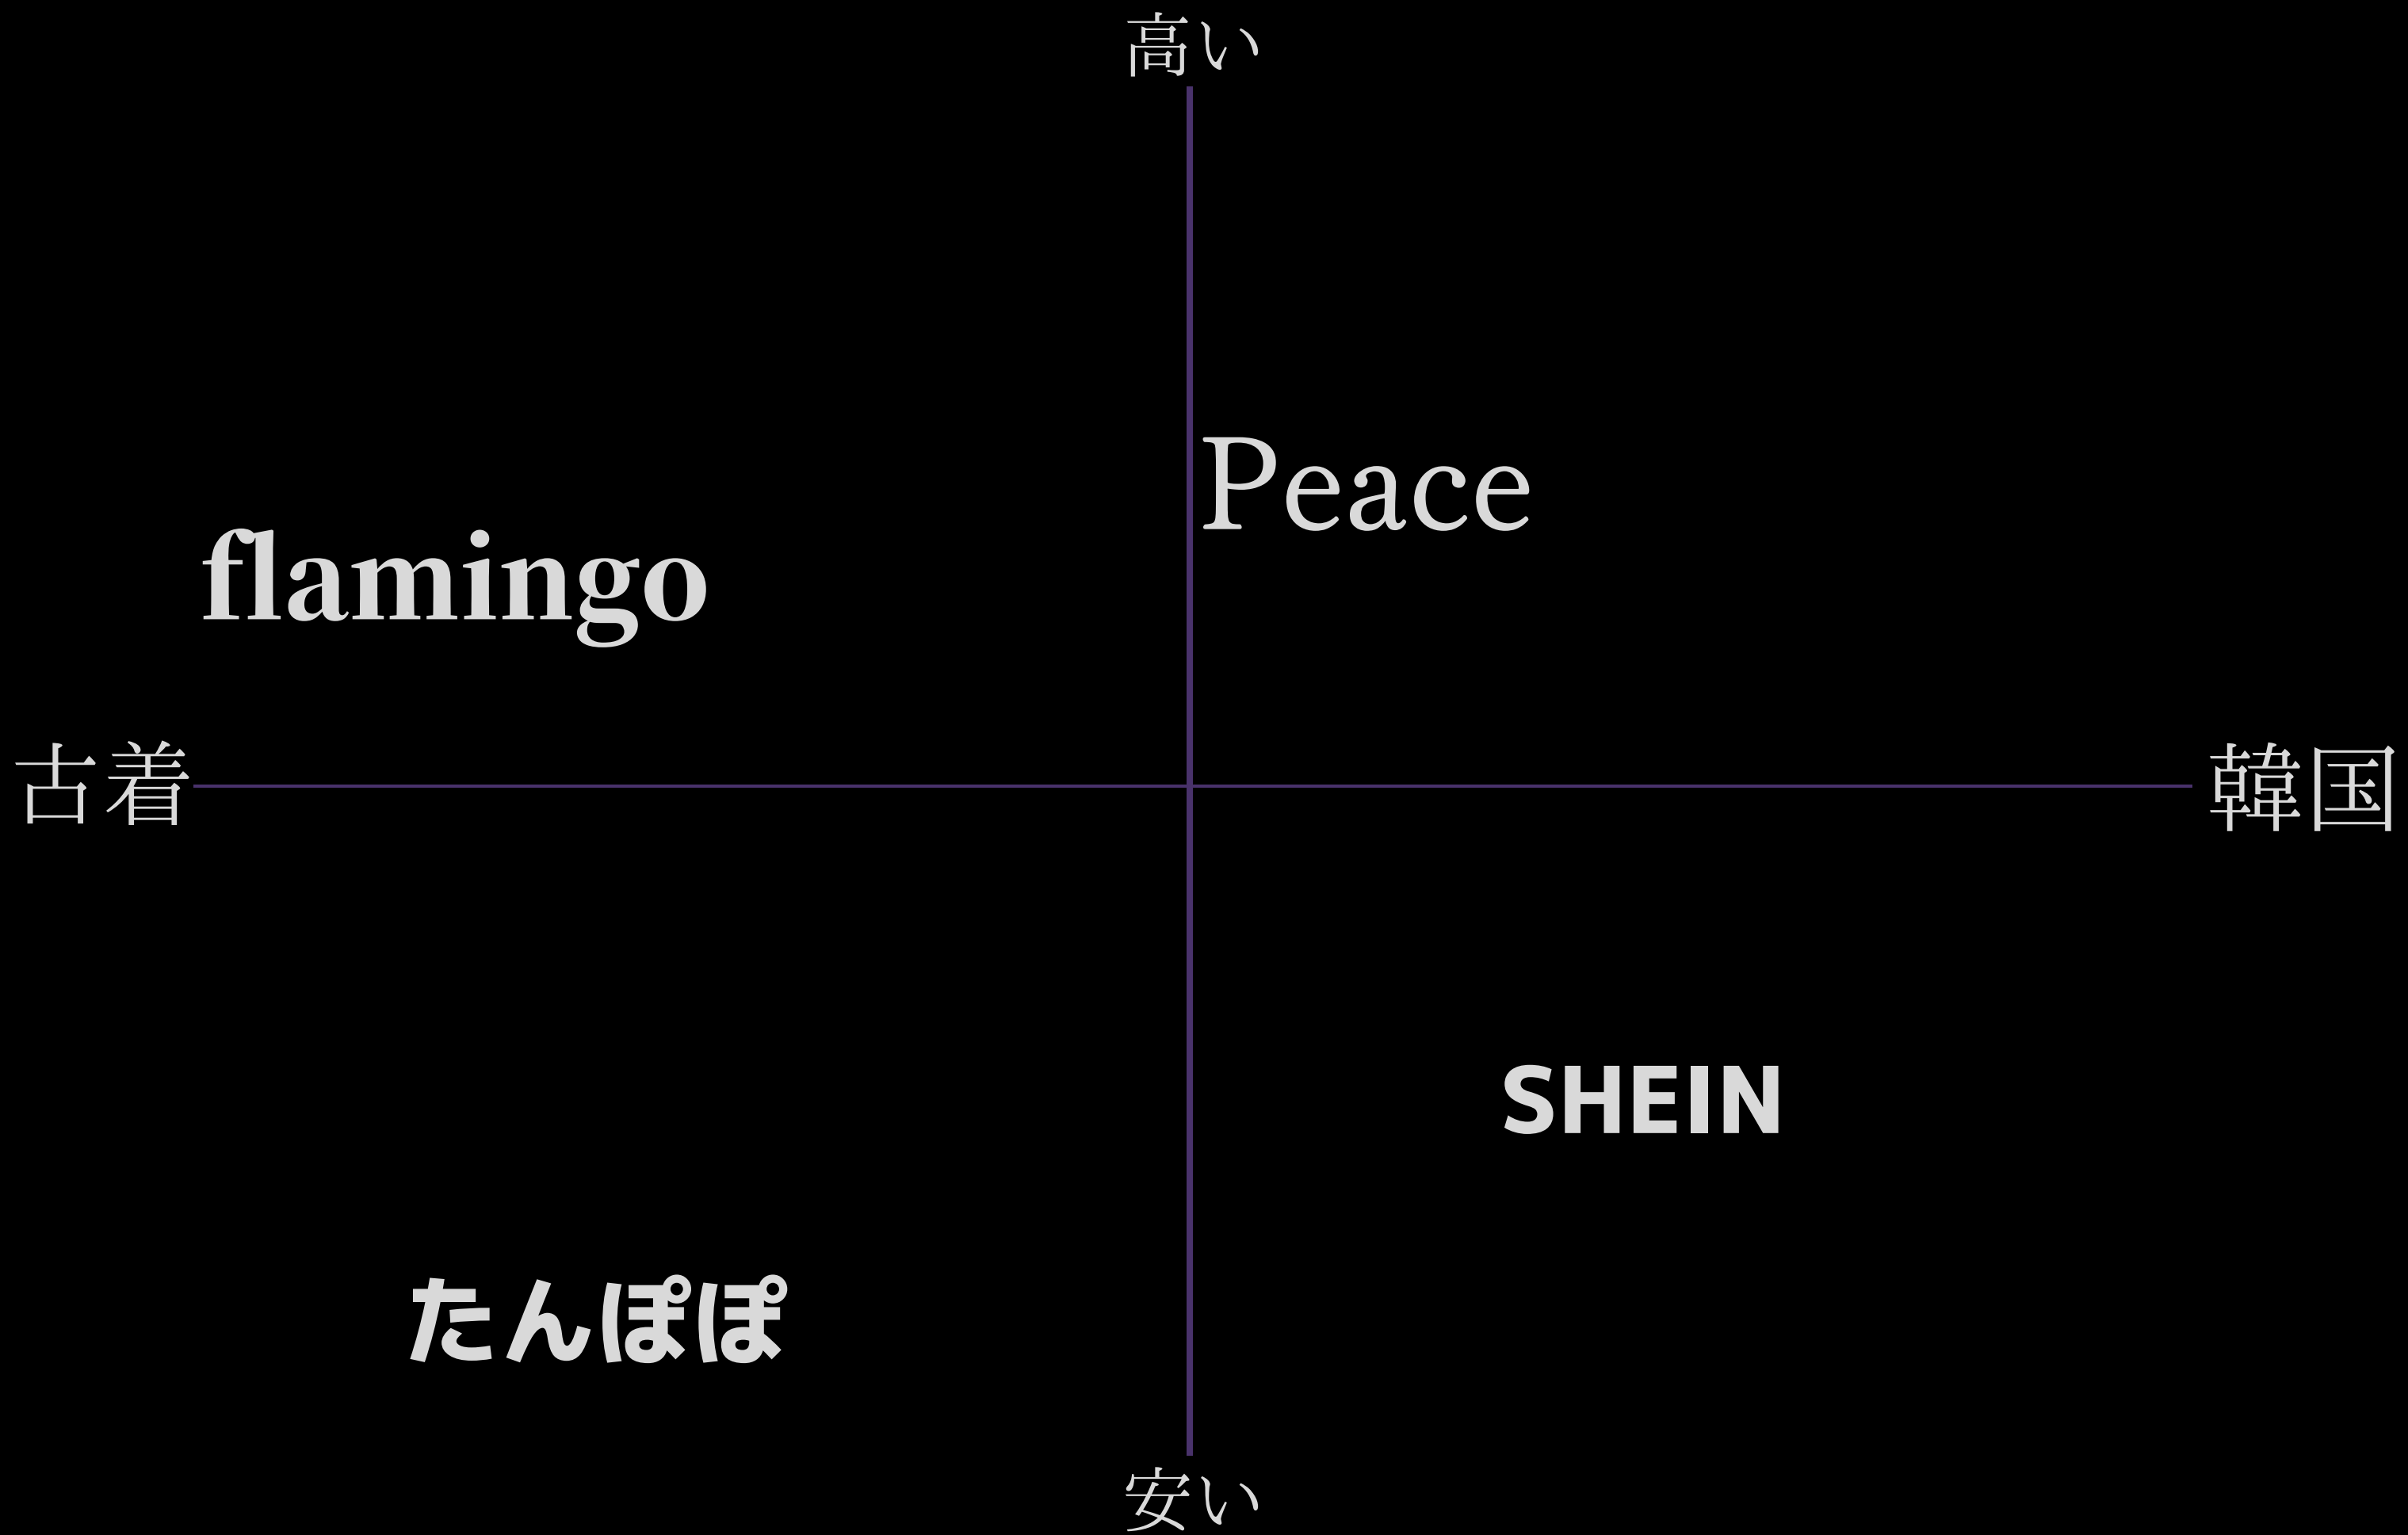 高い
Peace
flamingo
古着
韓国
SHEIN
たんぽぽ
安い